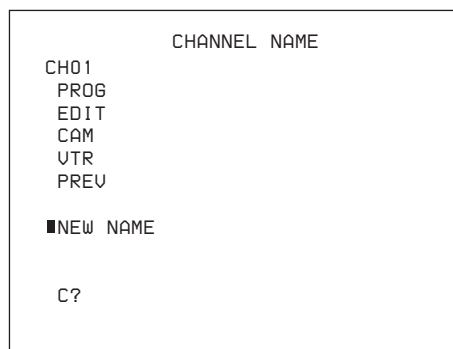 CHANNEL NAME
CH01
PROG
EDIT
CAM
VTR
PREV
NEW NAME
C?